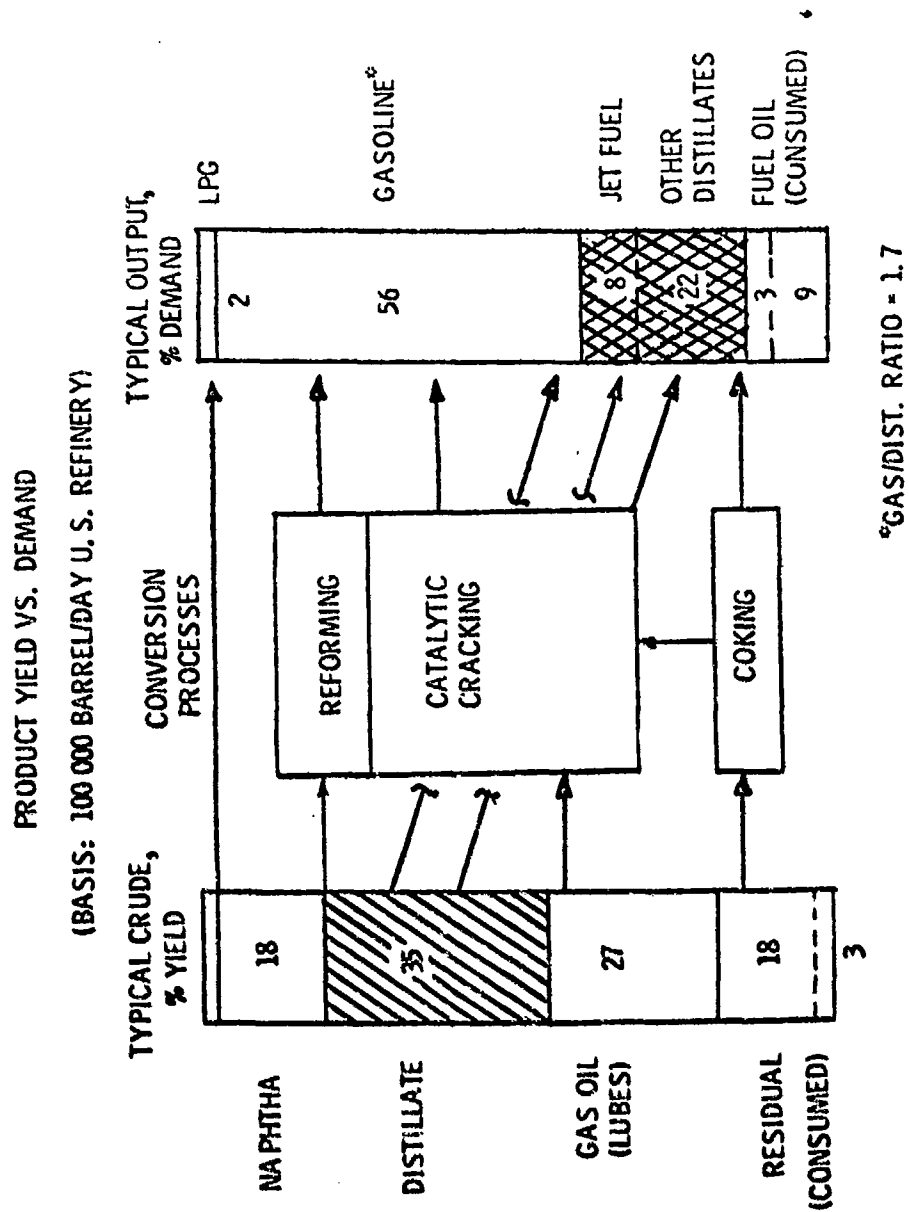 PRODUCT YIELD VS. DEMAND
(BASIS: 100 000 BARREL/DAY U. S. REFINERY)
TYPICAL CRUDE,
% YIELD
CONVERSION
PROCESSES
TYPICAL OUTPUT,
% DEMAND
NAPHTHA
18
DISTILLATE
35
GAS OIL
(LUBES)
27
RESIDUAL
18
(CONSUMED)
3
REFORMING
CATALYTIC
CRACKING
COKING
2
LPG
56
GASOLINE*
8
JET FUEL
22
OTHER
DISTILLATES
3
FUEL OIL
(CONSUMED)
9
*GAS/DIST. RATIO = 1.7